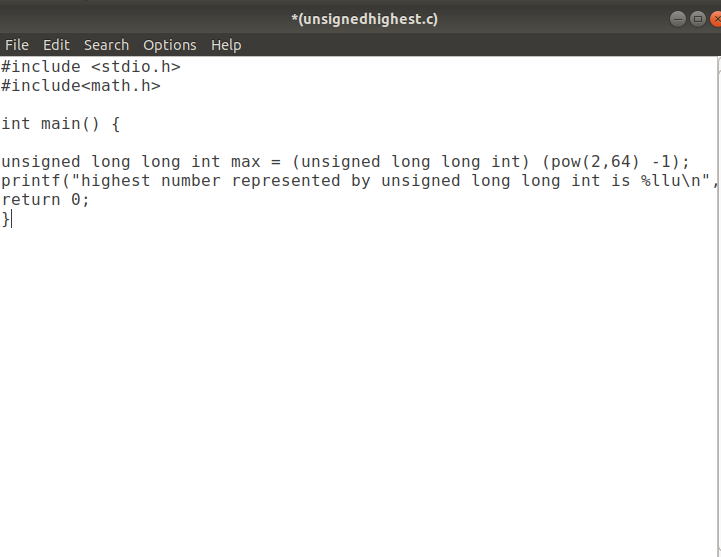 *(unsignedhighest.c)
File Edit Search Options Help
#include <stdio.h>
#include<math.h>
int main() {
unsigned long long int max = (unsigned long long int) (pow(2,64) -1);
printf("highest number represented by unsigned long long int is %llu\n",
return 0;
}